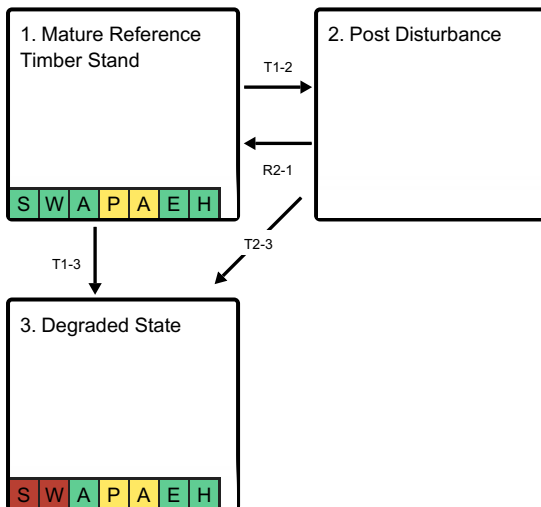 1. Mature Reference
Timber Stand
2. Post Disturbance
T1-2
R2-1
S W A P A E H
T2-3
T1-3
3. Degraded State
S W A P A E H